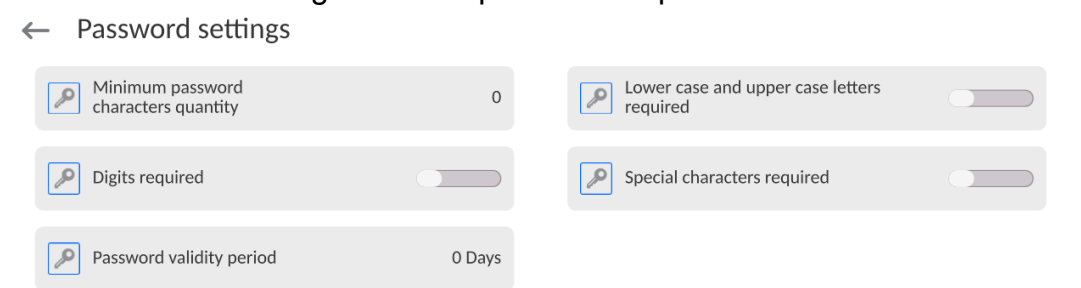 Password settings
Minimum password
characters quantity
0
Lower case and upper case letters
required
Digits required
Special characters required
Password validity period
0 Days